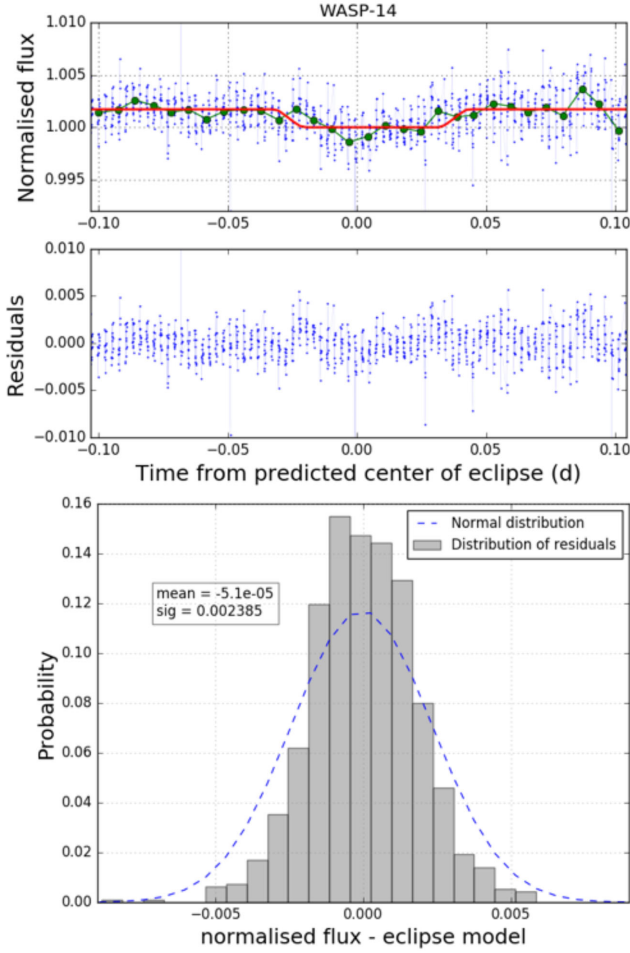 WASP-14
Normalised flux
1.010
1.005
1.000
0.995
−0.10 −0.05 0.00 0.05 0.10
Residuals
0.010
0.005
0.000
−0.005
−0.010
−0.10 −0.05 0.00 0.05 0.10
Time from predicted center of eclipse (d)
Probability
0.16
0.14
0.12
0.10
0.08
0.06
0.04
0.02
0.00
Normal distribution
Distribution of residuals
mean = -5.1e-05
sig = 0.002385
−0.005 0.000 0.005
normalised flux - eclipse model